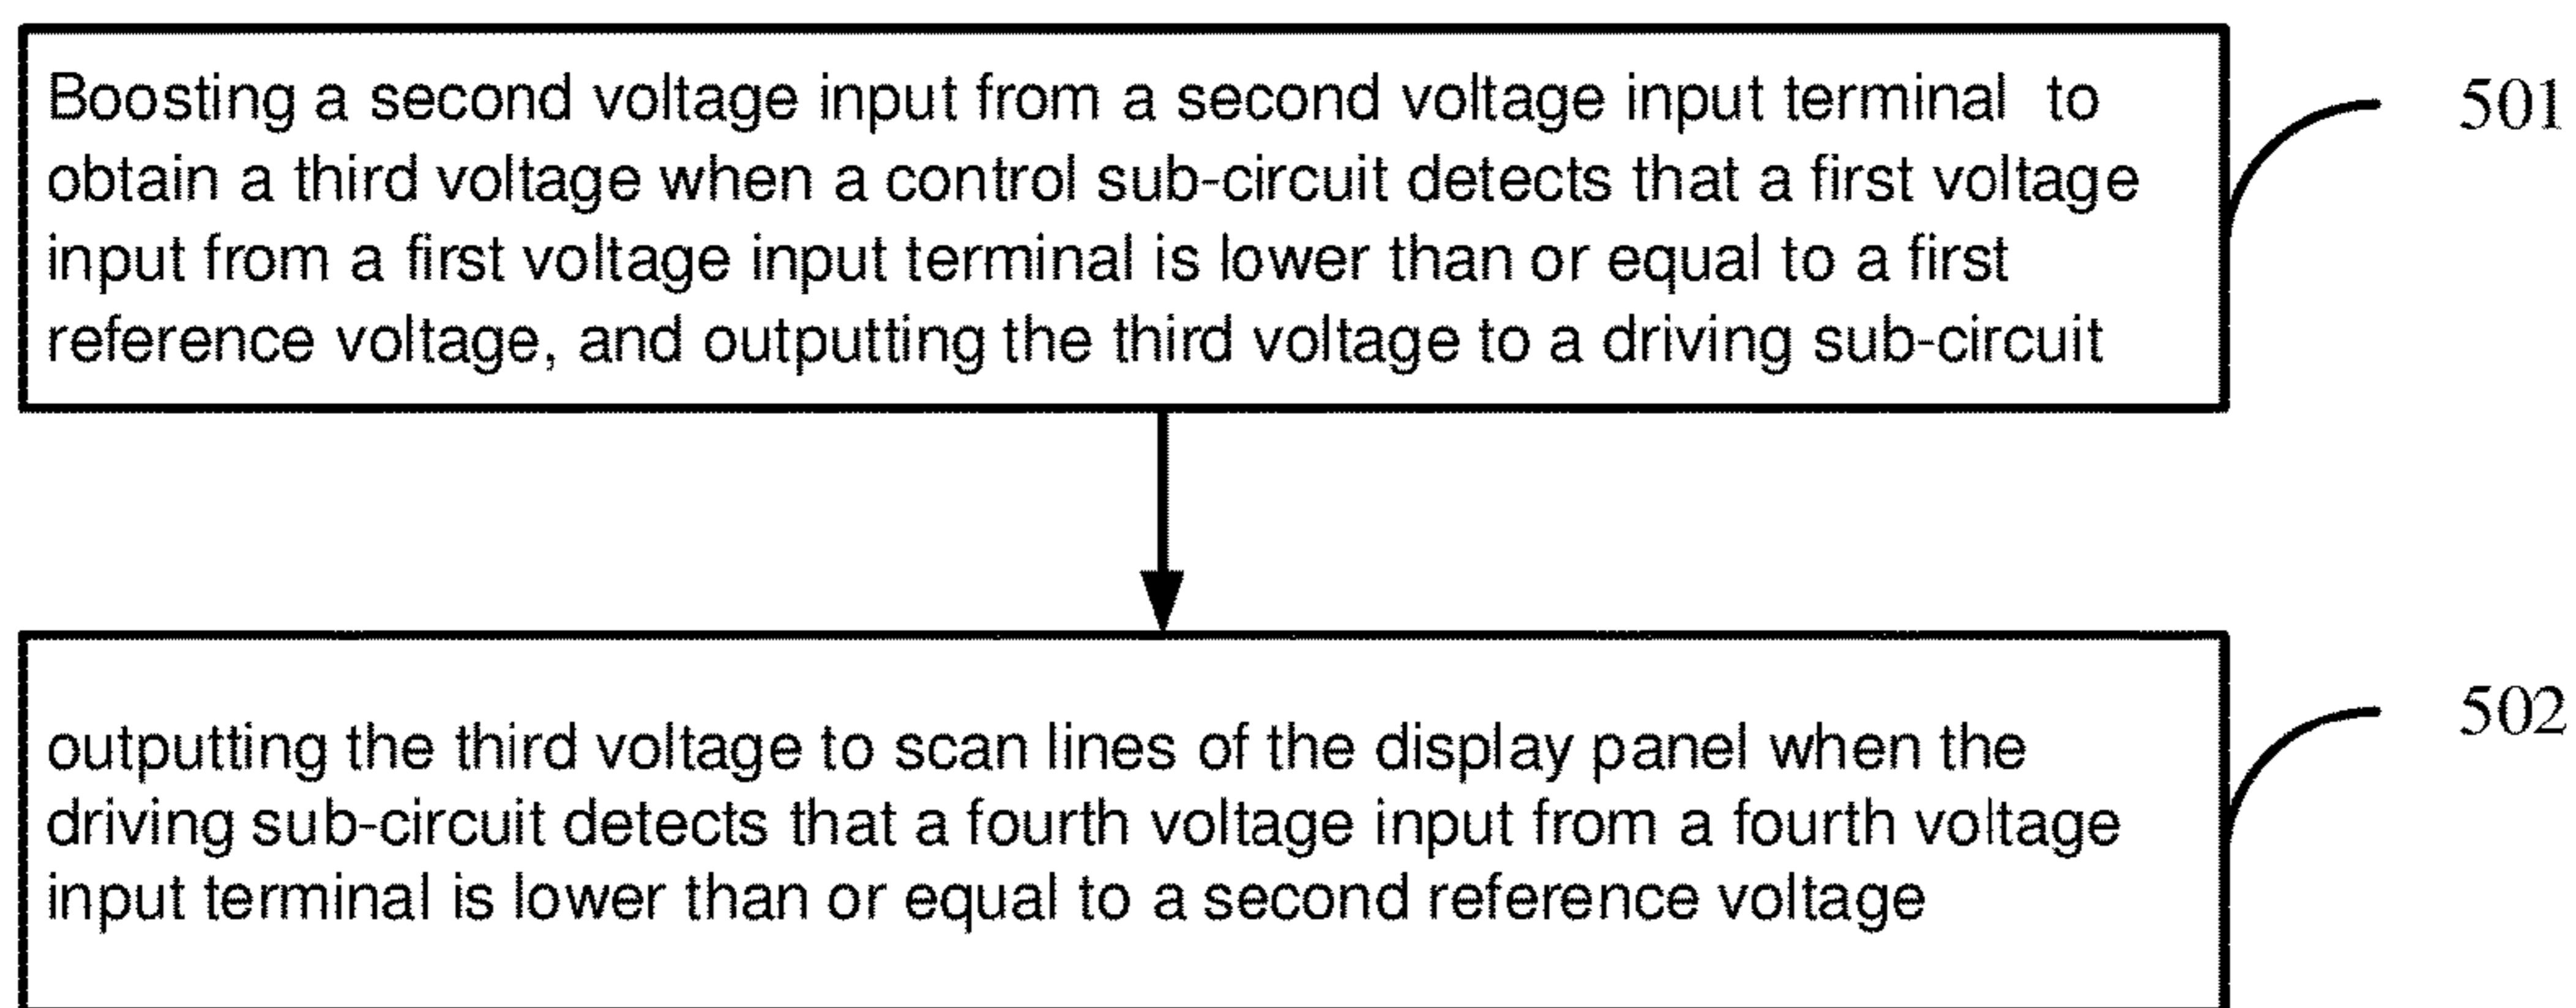 Boosting a second voltage input from a second voltage input terminal to
obtain a third voltage when a control sub-circuit detects that a first voltage
input from a first voltage input terminal is lower than or equal to a first
reference voltage, and outputting the third voltage to a driving sub-circuit
501
outputting the third voltage to scan lines of the display panel when the
driving sub-circuit detects that a fourth voltage input from a fourth voltage
input terminal is lower than or equal to a second reference voltage
502